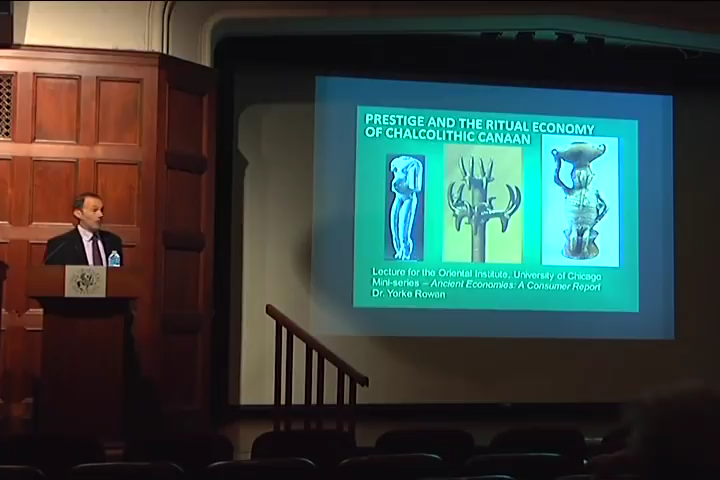 PRESTIGE AND THE RITUAL ECONOMY
OF CHALCOLITHIC CANAAN
Lecture for the Oriental Institute, University of Chicago
Mini-series – Ancient Economies: A Consumer Report
Dr. Yorke Rowan